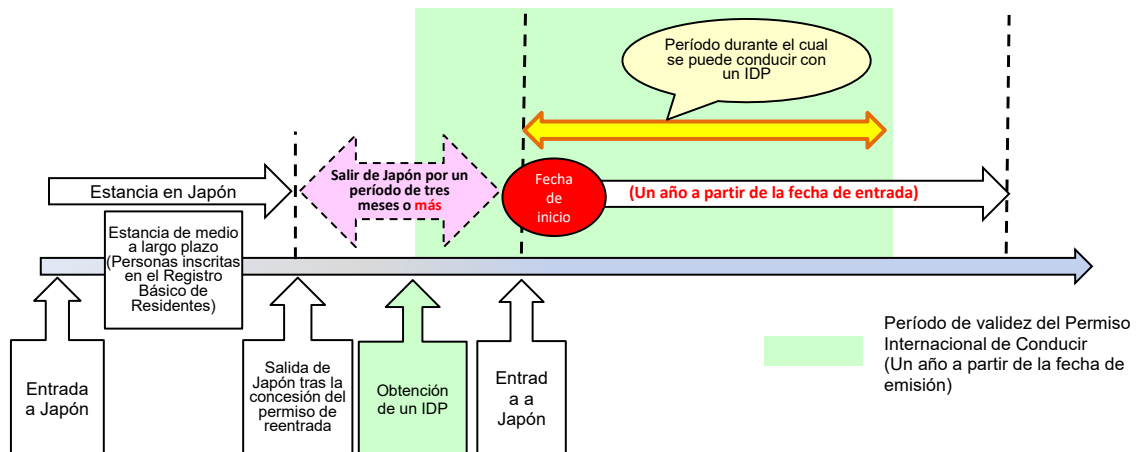 Período durante el cual
se puede conducir con
un IDP
Estancia en Japón
Salir de Japón por un
período de tres
meses o más
Fecha
de
inicio
(Un año a partir de la fecha de entrada)
Estancia de medio
a largo plazo
(Personas inscritas
en el Registro
Básico de
Residentes)
Entrada
a Japón
Salida de
Japón tras la
concesión del
permiso de
reentrada
Obtención
de un IDP
Entrad
a a
Japón
Período de validez del Permiso
Internacional de Conducir
(Un año a partir de la fecha de
emisión)